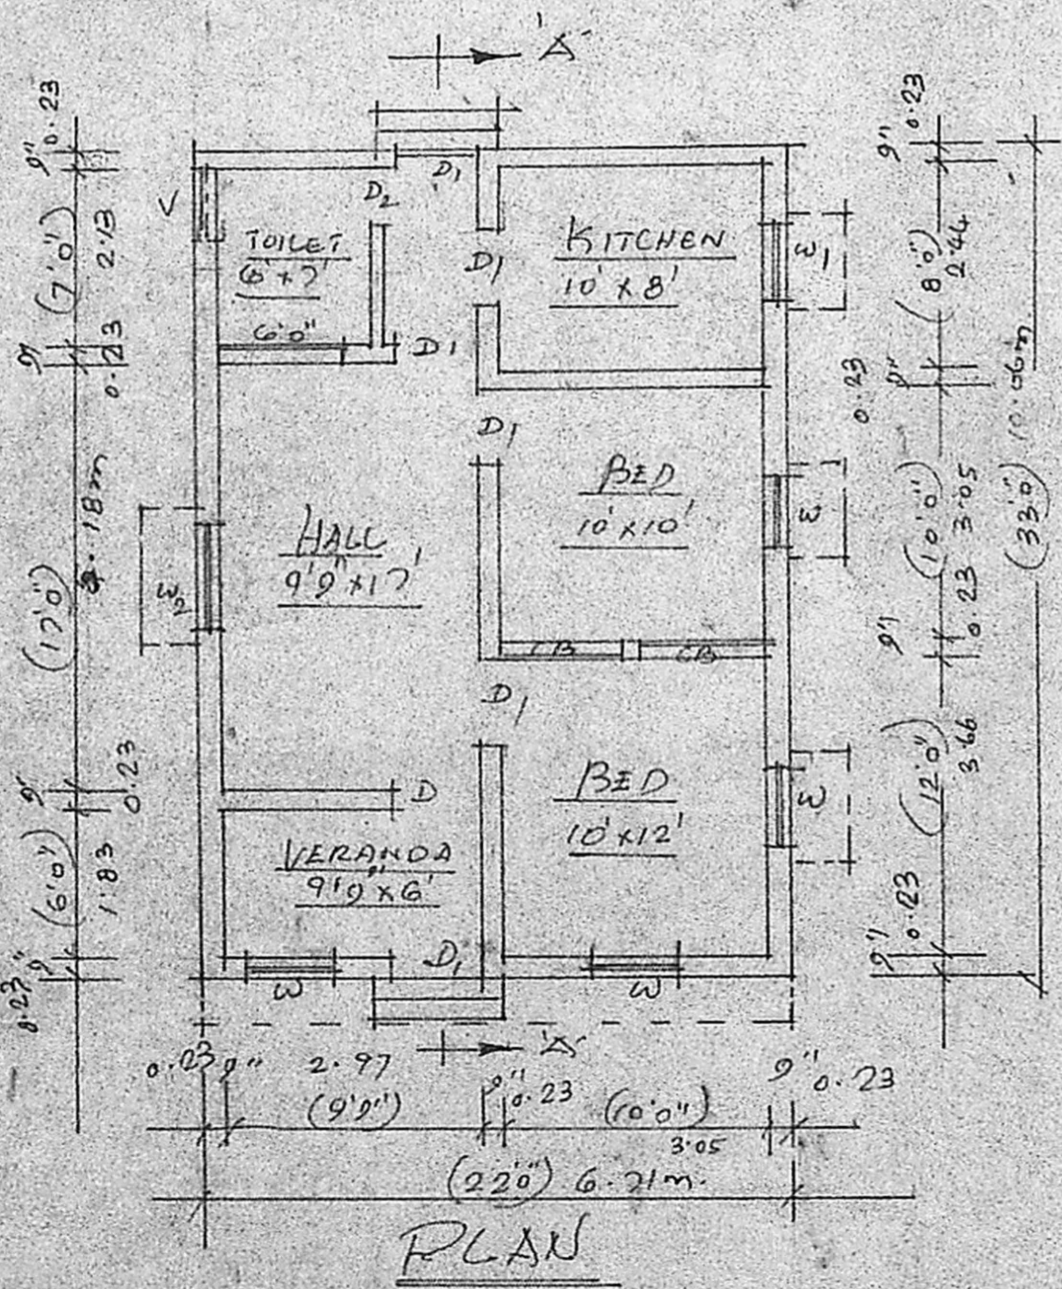 'A'
D1
D2
V
TOILET
6' x 7'
6'0"
D1
KITCHEN
10' x 8'
D1
W1
D1
BED
10' x 10'
W
HALL
9'9" x 17'
W2
CB
CB
D1
BED
10' x 12'
W
D
VERANDA
9'9" x 6'
D1
W
W
'A'
9" 0.23
(7'0") 2.13
9" 0.23
(17'0")
.18m
9" 0.23
(6'0") 1.83
9" 0.23
9" 0.23
(8'0") 2.44
9" 0.23
(10'0") 3.05
9" 0.23
(12'0") 3.66
9" 0.23
(33'0) 10.06m
0.23 9" 2.97 (9'9")
9" 0.23
(10'0") 3.05
9" 0.23
(22'0") 6.71m.
PLAN